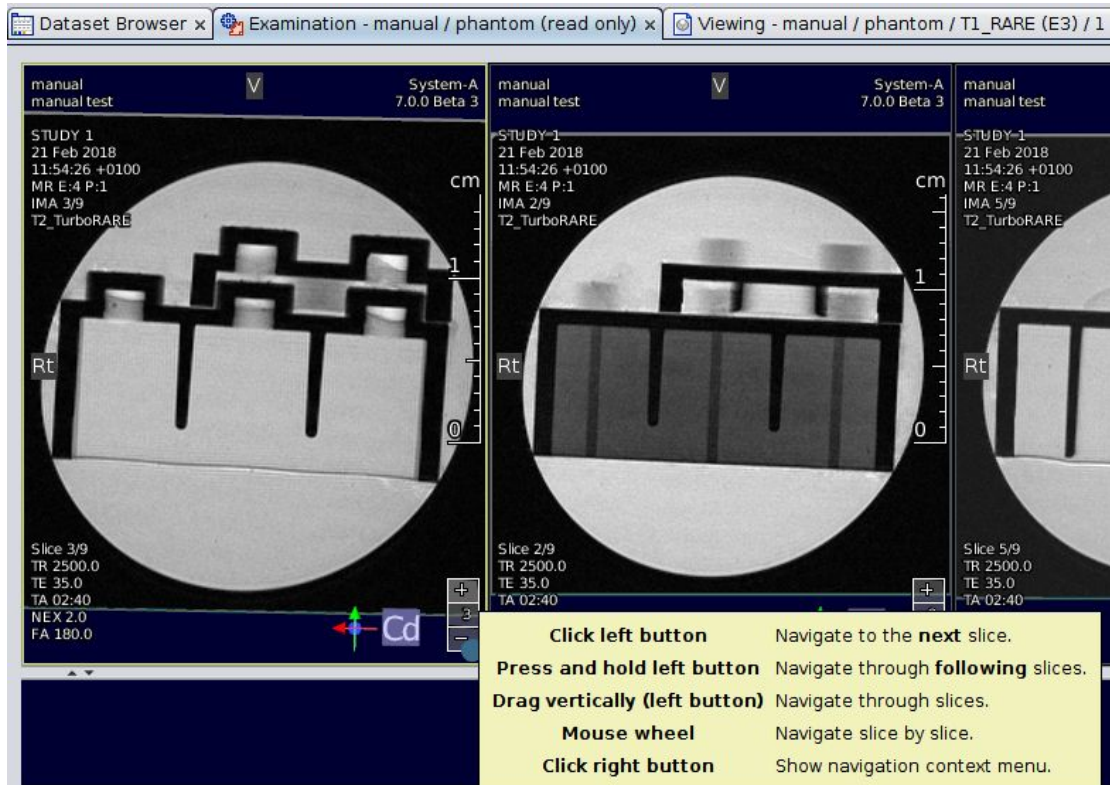 Dataset Browser x
Examination - manual / phantom (read only) x
Viewing - manual / phantom / T1_RARE (E3) / 1
manual
manual test
V
System-A
7.0.0 Beta 3
STUDY 1
21 Feb 2018
11:54:26 +0100
MR E:4 P:1
IMA 3/9
T2_TurboRARE
cm
1
0
Rt
Slice 3/9
TR 2500.0
TE 35.0
TA 02:40
NEX 2.0
FA 180.0
Cd
+
3
−
manual
manual test
V
System-A
7.0.0 Beta 3
STUDY 1
21 Feb 2018
11:54:26 +0100
MR E:4 P:1
IMA 2/9
T2_TurboRARE
cm
1
0
Rt
Slice 2/9
TR 2500.0
TE 35.0
TA 02:40
+
manual
manual test
STUDY 1
21 Feb 2018
11:54:26 +0100
MR E:4 P:1
IMA 5/9
T2_TurboRARE
Rt
Slice 5/9
TR 2500.0
TE 35.0
TA 02:40
Click left button Navigate to the next slice.
Press and hold left button Navigate through following slices.
Drag vertically (left button) Navigate through slices.
Mouse wheel Navigate slice by slice.
Click right button Show navigation context menu.